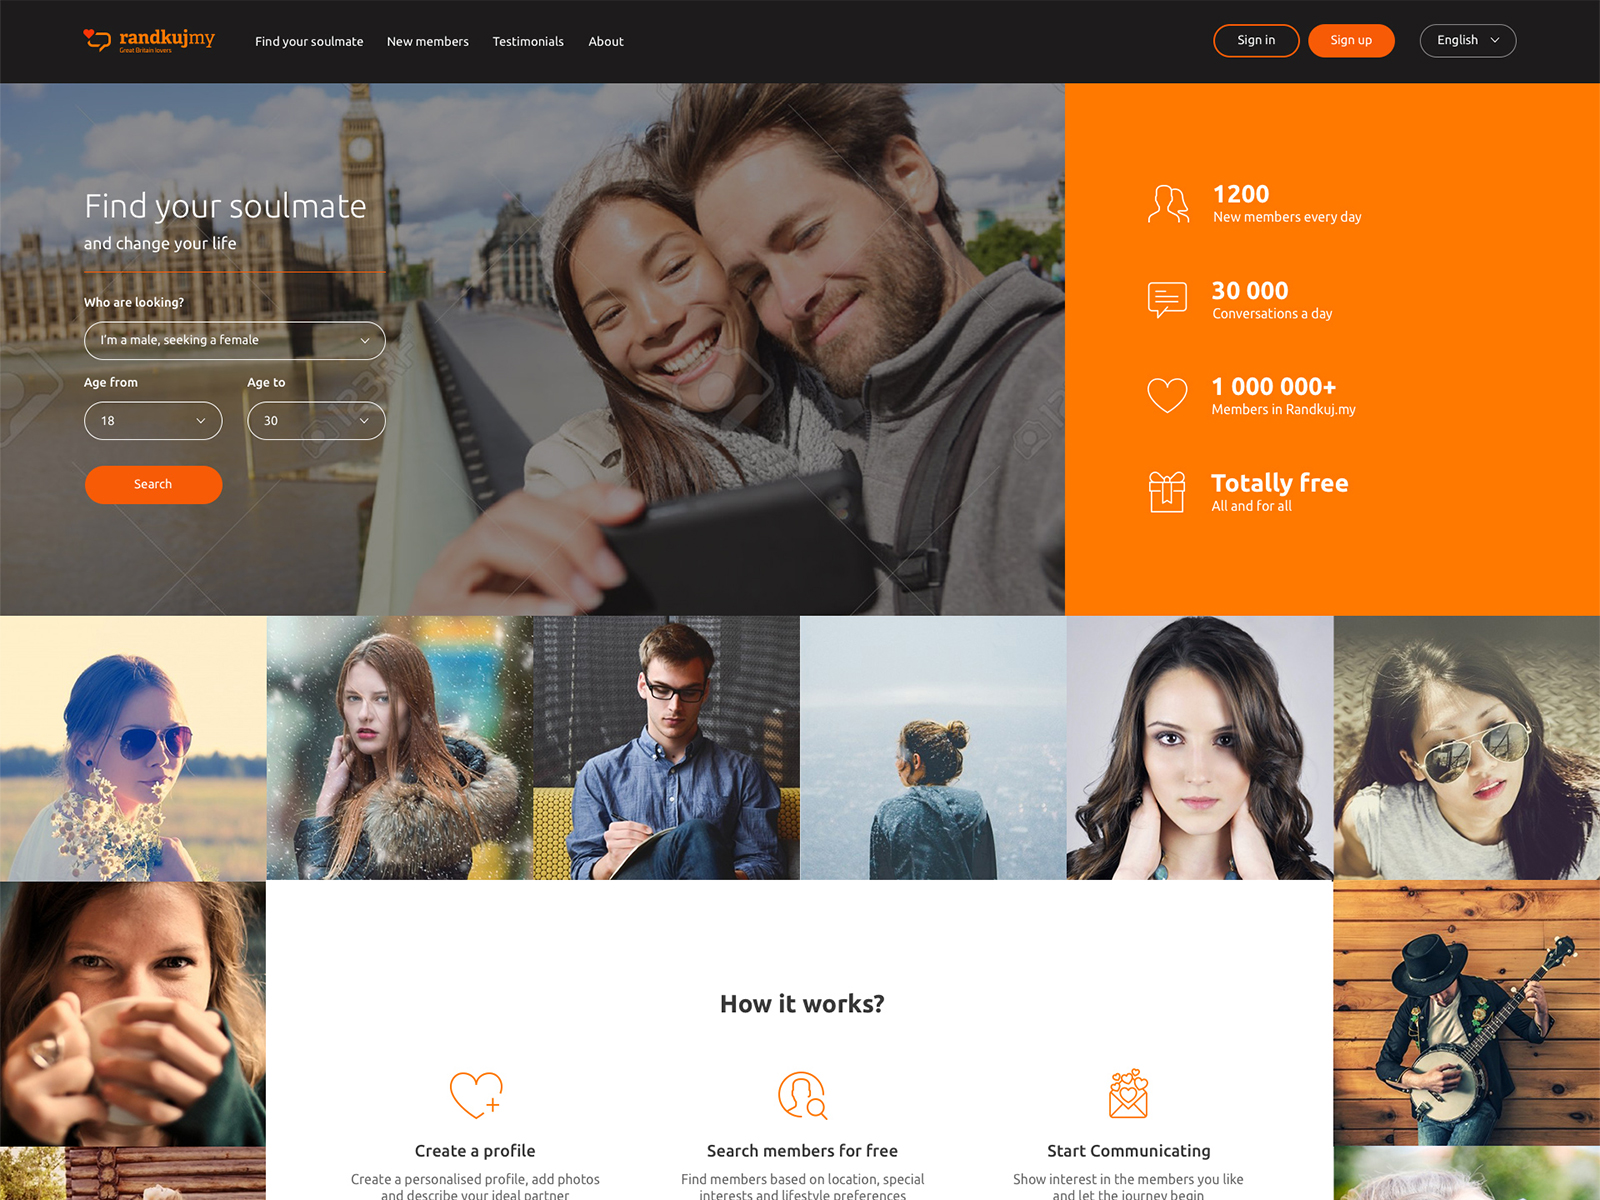 randkujmy
Great Britain lovers
Find your soulmate
New members
Testimonials
About
Sign in
Sign up
English
Find your soulmate
and change your life
Who are looking?
I'm a male, seeking a female
Age from
Age to
18
30
Search
1200
New members every day
30 000
Conversations a day
1 000 000+
Members in Randkuj.my
Totally free
All and for all
123RF
How it works?
Create a profile
Create a personalised profile, add photos
and describe your ideal partner
Search members for free
Find members based on location, special
interests and lifestyle preferences
Start Communicating
Show interest in the members you like
and let the journey begin